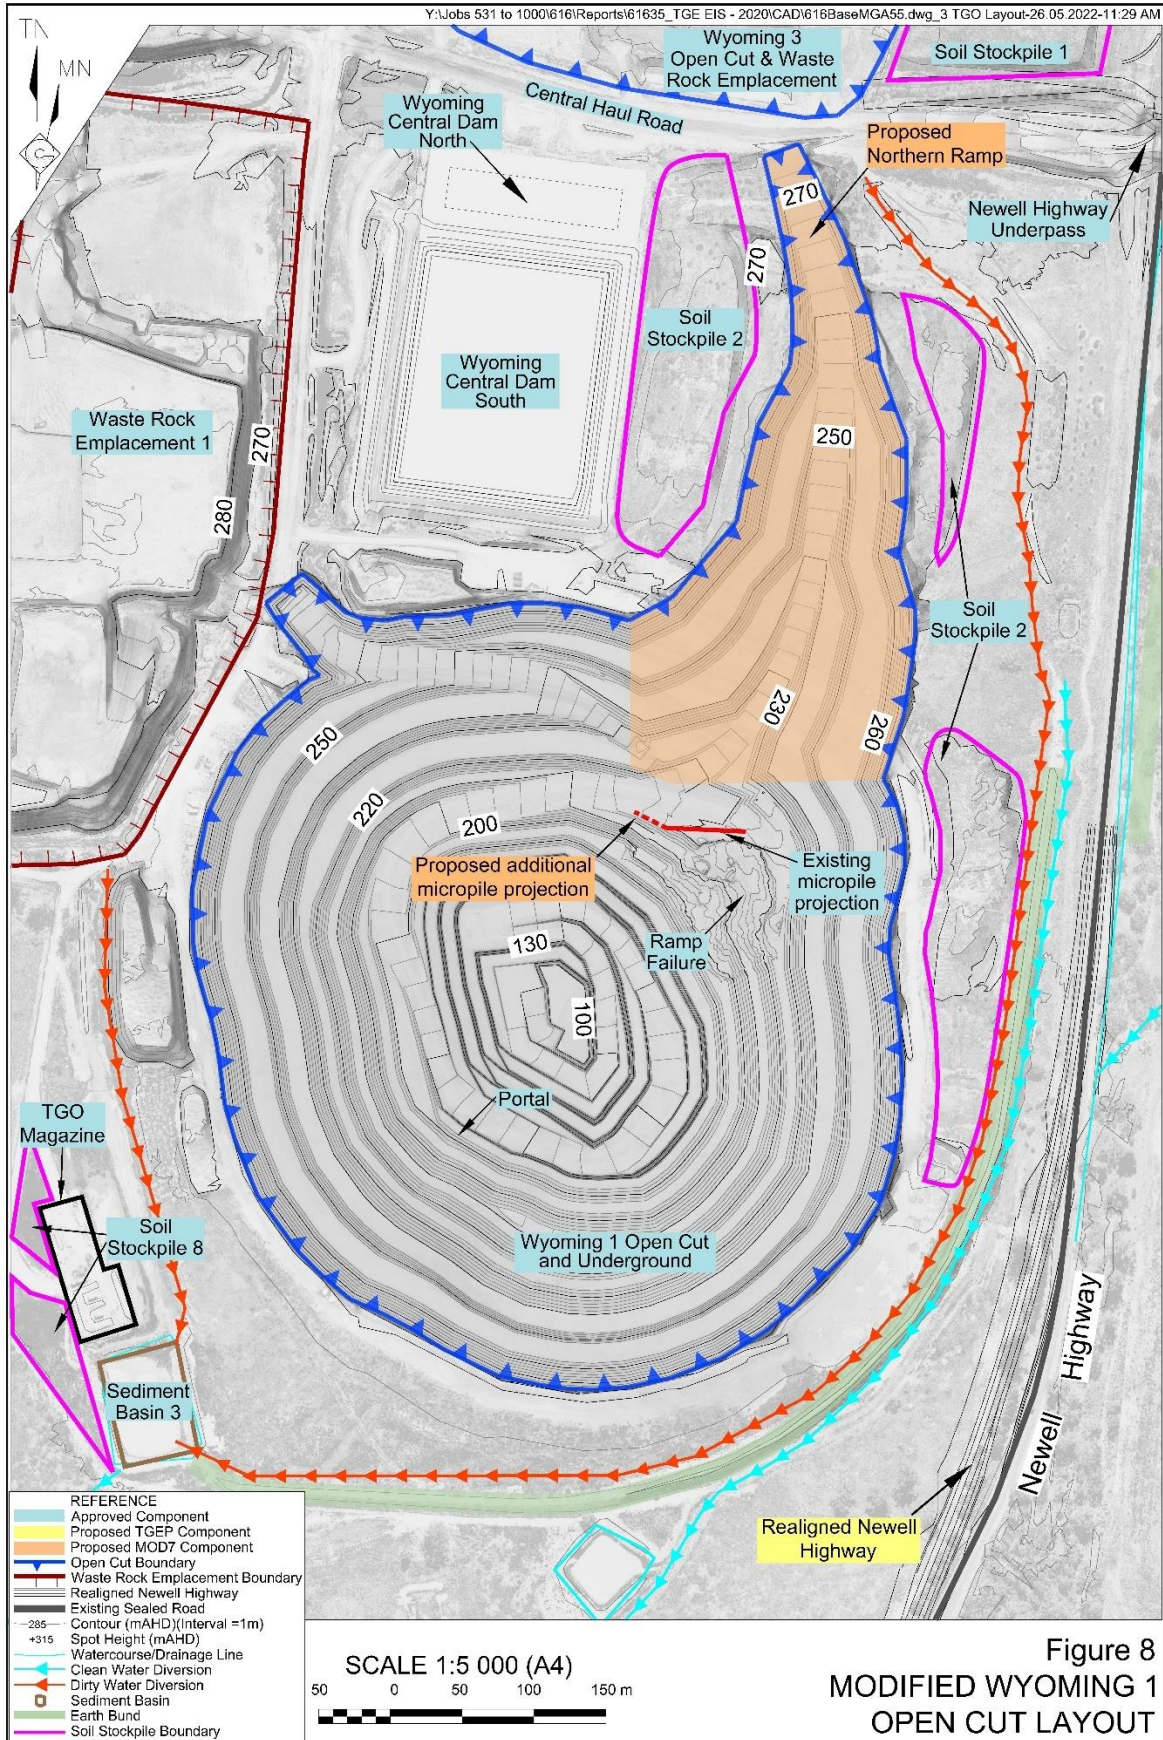 Y:\Jobs 531 to 1000\616\Reports\61635_TGE EIS - 2020\CAD\616BaseMGA55.dwg_3 TGO Layout-26.05.2022-11:29 AM
TN
MN
Wyoming 3
Open Cut & Waste
Rock Emplacement
Soil Stockpile 1
Central Haul Road
Wyoming
Central Dam
North
Proposed
Northern Ramp
270
Newell Highway
Underpass
270
Soil
Stockpile 2
Wyoming
Central Dam
South
Waste Rock
Emplacement 1
270
280
250
Soil
Stockpile 2
230
260
250
220
200
Proposed additional
micropile projection
Existing
micropile
projection
Ramp
Failure
130
100
Portal
TGO
Magazine
Soil
Stockpile 8
Wyoming 1 Open Cut
and Underground
Sediment
Basin 3
Newell Highway
Realigned Newell
Highway
REFERENCE
Approved Component
Proposed TGEP Component
Proposed MOD7 Component
Open Cut Boundary
Waste Rock Emplacement Boundary
Realigned Newell Highway
Existing Sealed Road
285 Contour (mAHD)(Interval =1m)
+315 Spot Height (mAHD)
Watercourse/Drainage Line
Clean Water Diversion
Dirty Water Diversion
Sediment Basin
Earth Bund
Soil Stockpile Boundary
SCALE 1:5 000 (A4)
50 0 50 100 150 m
Figure 8
MODIFIED WYOMING 1
OPEN CUT LAYOUT